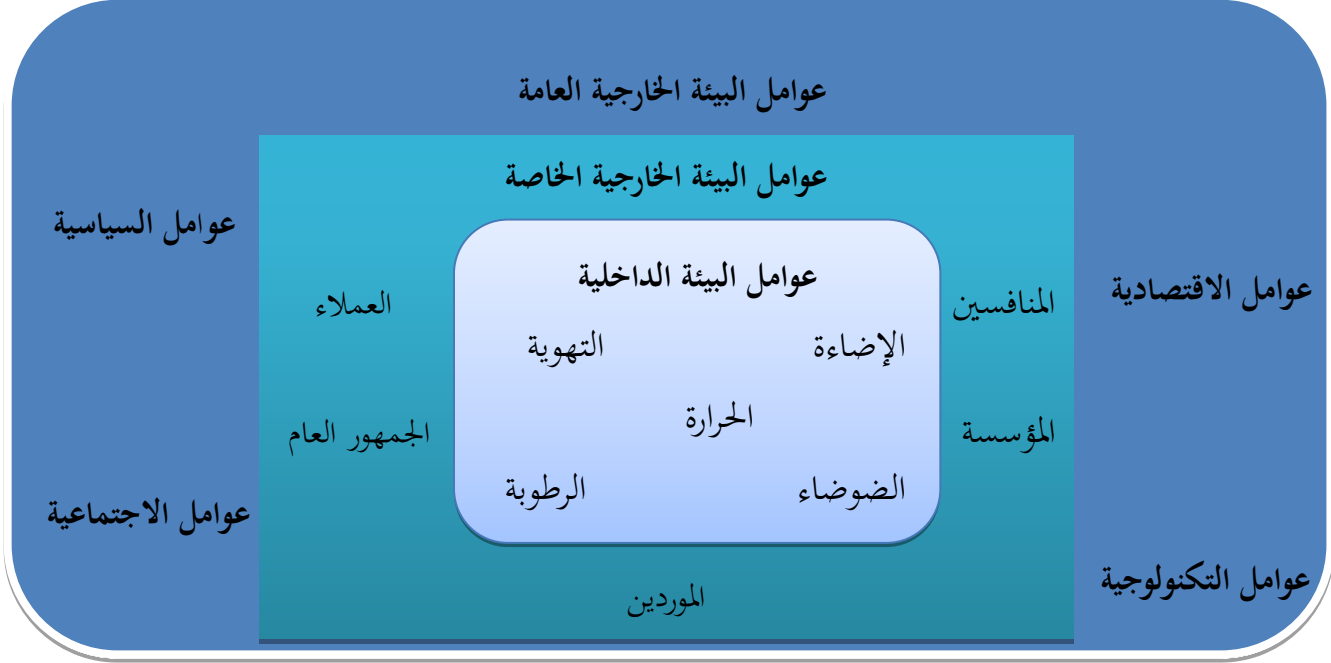 عوامل البيئة الخارجية العامة
عوامل البيئة الخارجية الخاصة
عوامل السياسية
عوامل البيئة الداخلية
عوامل الاقتصادية
المنافسين
العملاء
الإضاءة
التهوية
الحرارة
المؤسسة
الجمهور العام
الضوضاء
الرطوبة
عوامل الاجتماعية
عوامل التكنولوجية
الموردين